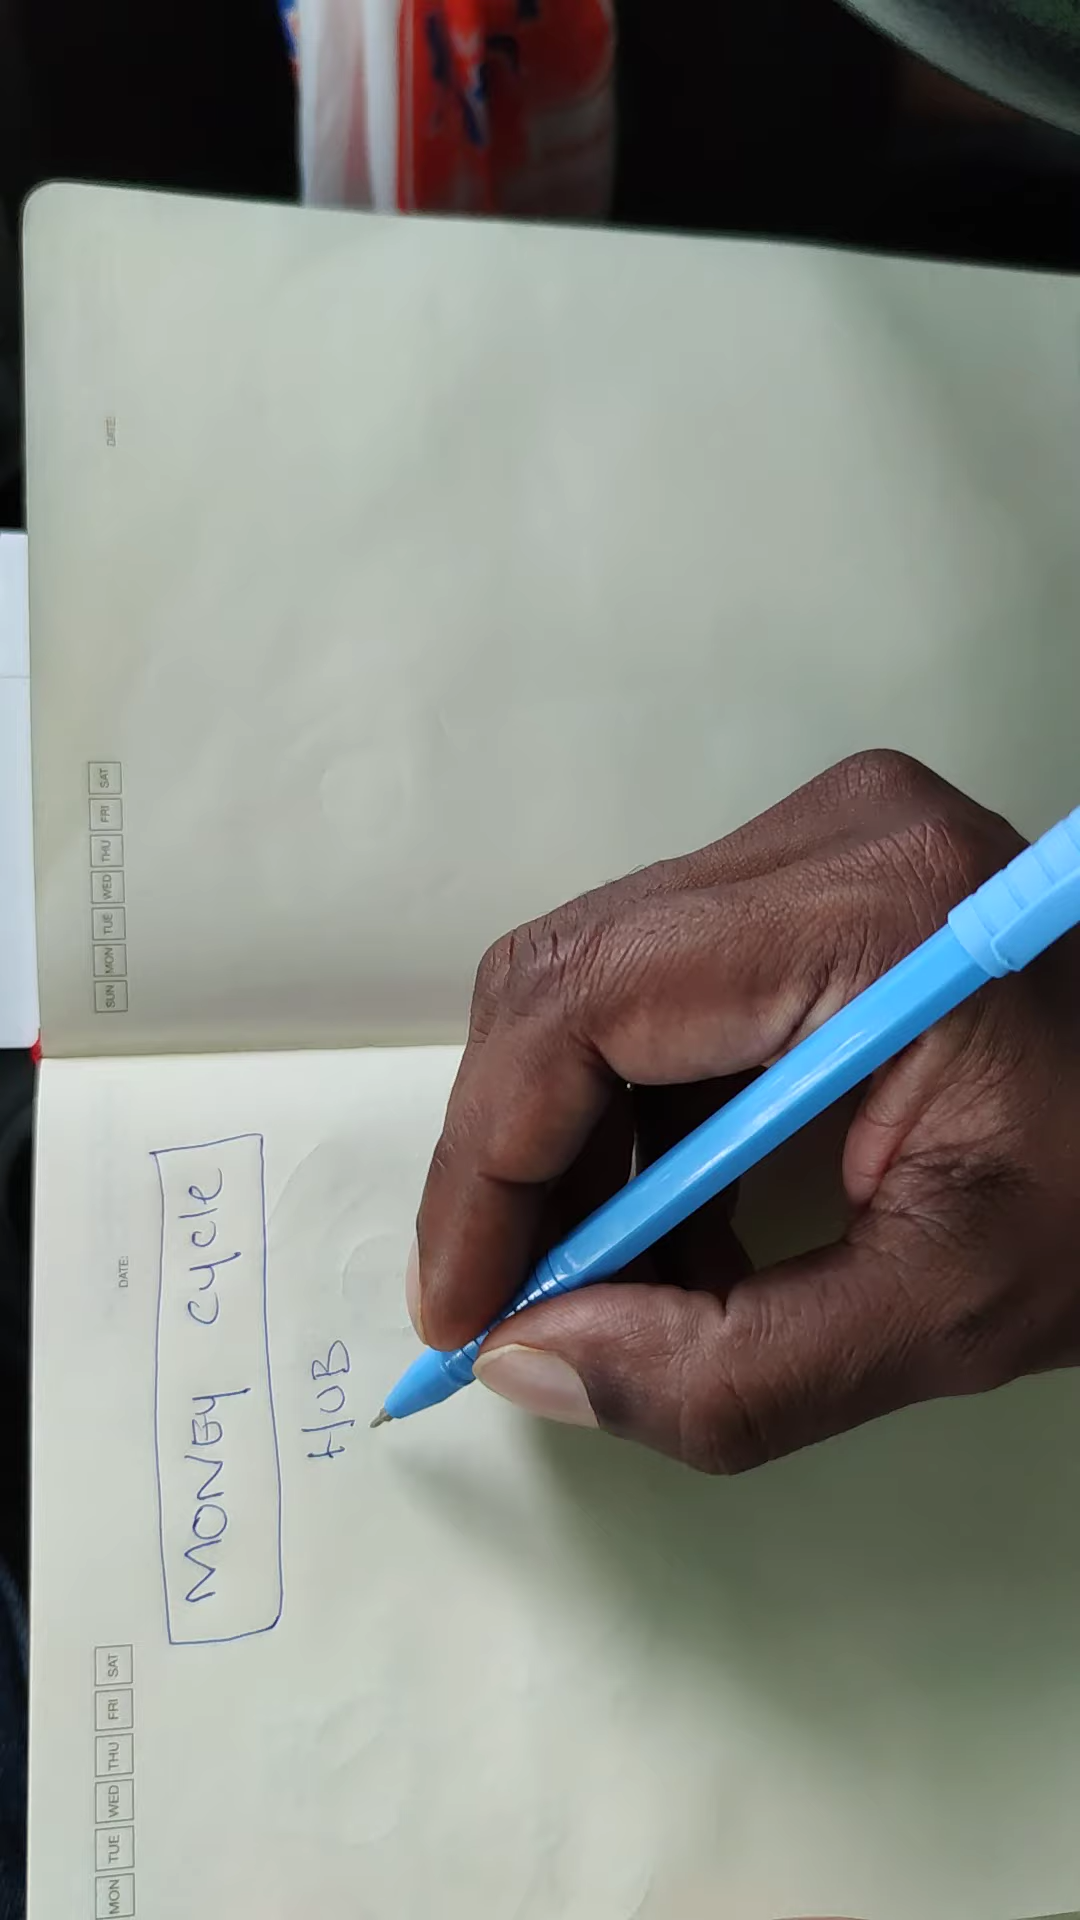 DATE:
SUN MON TUE WED THU FRI SAT
MON TUE WED THU FRI SAT
DATE:
MONEY cycle
HUB